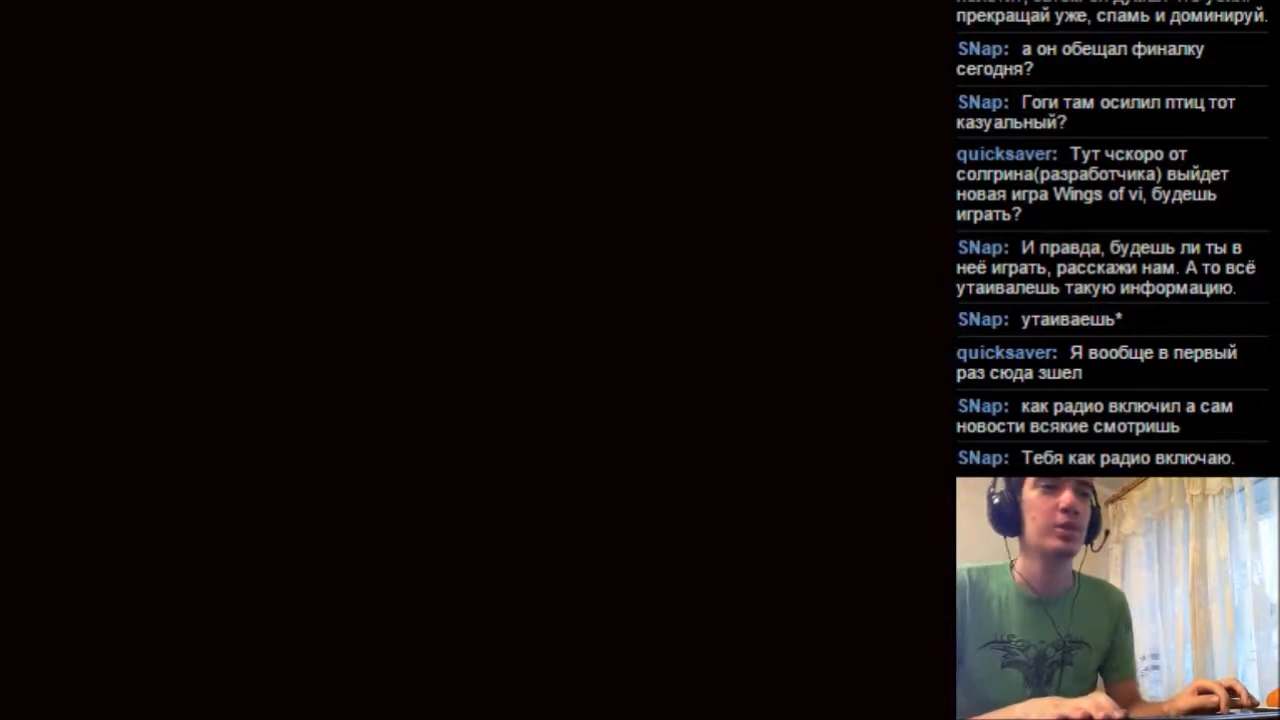 прекращай уже, спамь и доминируй.
SNap: а он обещал финалку
сегодня?
SNap: Гоги там осилил птиц тот
казуальный?
quicksaver: Тут чскоро от
солгрина(разработчика) выйдет
новая игра Wings of vi, будешь
играть?
SNap: И правда, будешь ли ты в
неё играть, расскажи нам. А то всё
утаивалешь такую информацию.
SNap: утаиваешь*
quicksaver: Я вообще в первый
раз сюда зшел
SNap: как радио включил а сам
новости всякие смотришь
SNap: Тебя как радио включаю.